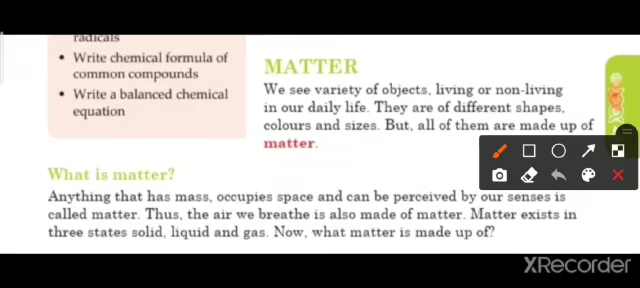 radicals
• Write chemical formula of
common compounds
• Write a balanced chemical
equation
MATTER
We see variety of objects, living or non-living
in our daily life. They are of different shapes,
colours and sizes. But, all of them are made up of
matter.
What is matter?
Anything that has mass, occupies space and can be perceived by our senses is
called matter. Thus, the air we breathe is also made of matter. Matter exists in
three states solid, liquid and gas. Now, what matter is made up of?
XRecorder